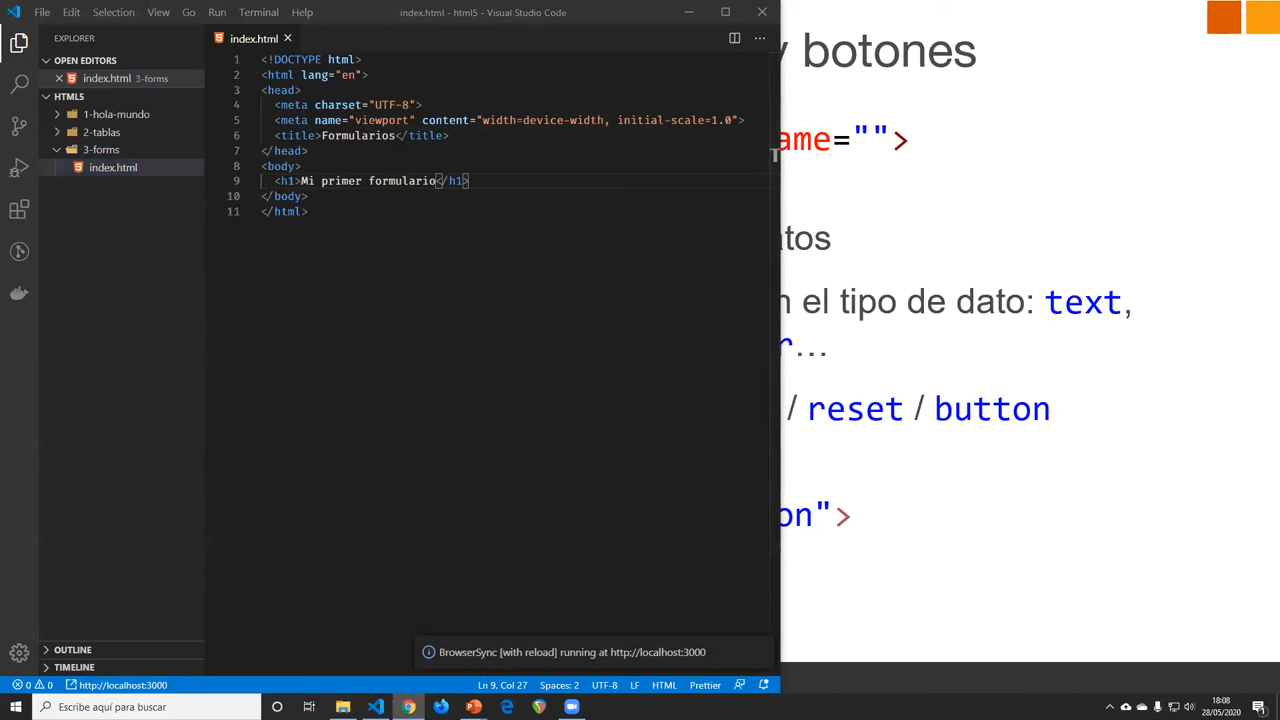 File Edit Selection View Go Run Terminal Help index.html - html5 - Visual Studio Code
EXPLORER
OPEN EDITORS
index.html 3-forms
HTML5
1-hola-mundo
2-tablas
3-forms
index.html
OUTLINE
TIMELINE
index.html
1 <!DOCTYPE html>
2 <html lang="en">
3 <head>
4 <meta charset="UTF-8">
5 <meta name="viewport" content="width=device-width, initial-scale=1.0">
6 <title>Formularios</title>
7 </head>
8 <body>
9 <h1>Mi primer formulario</h1>
10 </body>
11 </html>
BrowserSync [with reload] running at http://localhost:3000
0 0 http://localhost:3000 Ln 9, Col 27 Spaces: 2 UTF-8 LF HTML Prettier
y botones
ame="">
atos
el tipo de dato: text,
r…
/ reset / button
on">
Escribe aquí para buscar
18:08
28/05/2020
1